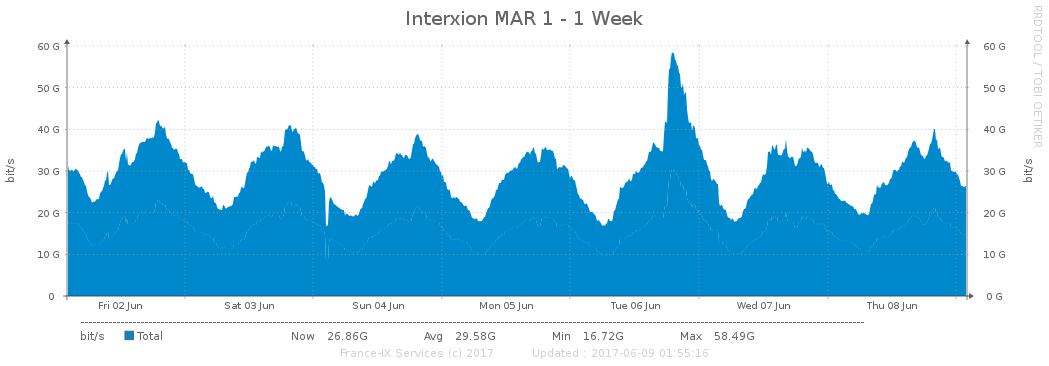 Interxion MAR 1 - 1 Week
RRDTOOL / TOBI OETIKER
bit/s
60 G 60 G
50 G 50 G
40 G 40 G
30 G 30 G
20 G 20 G
10 G 10 G
0 0 G
bit/s
Fri 02 Jun Sat 03 Jun Sun 04 Jun Mon 05 Jun Tue 06 Jun Wed 07 Jun Thu 08 Jun
bit/s Total Now 26.86G Avg 29.58G Min 16.72G Max 58.49G
France-IX Services (c) 2017 Updated : 2017-06-09 01:55:16